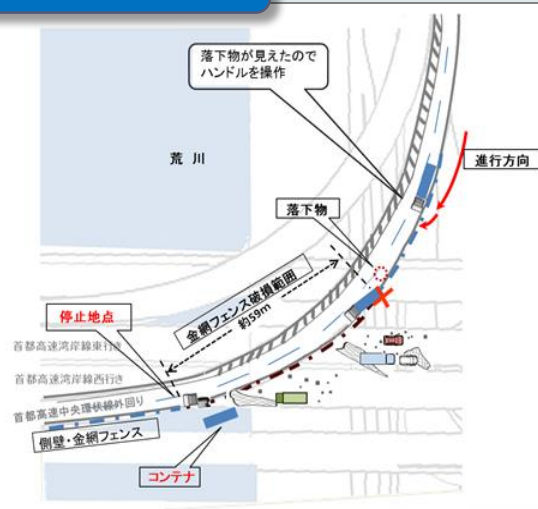 落下物が見えたので
ハンドルを操作
荒 川
進行方向
落下物
金網フェンス破損範囲
約59m
停止地点
首都高速湾岸線東行き
首都高速湾岸線西行き
首都高速中央環状線外回り
側壁・金網フェンス
コンテナ